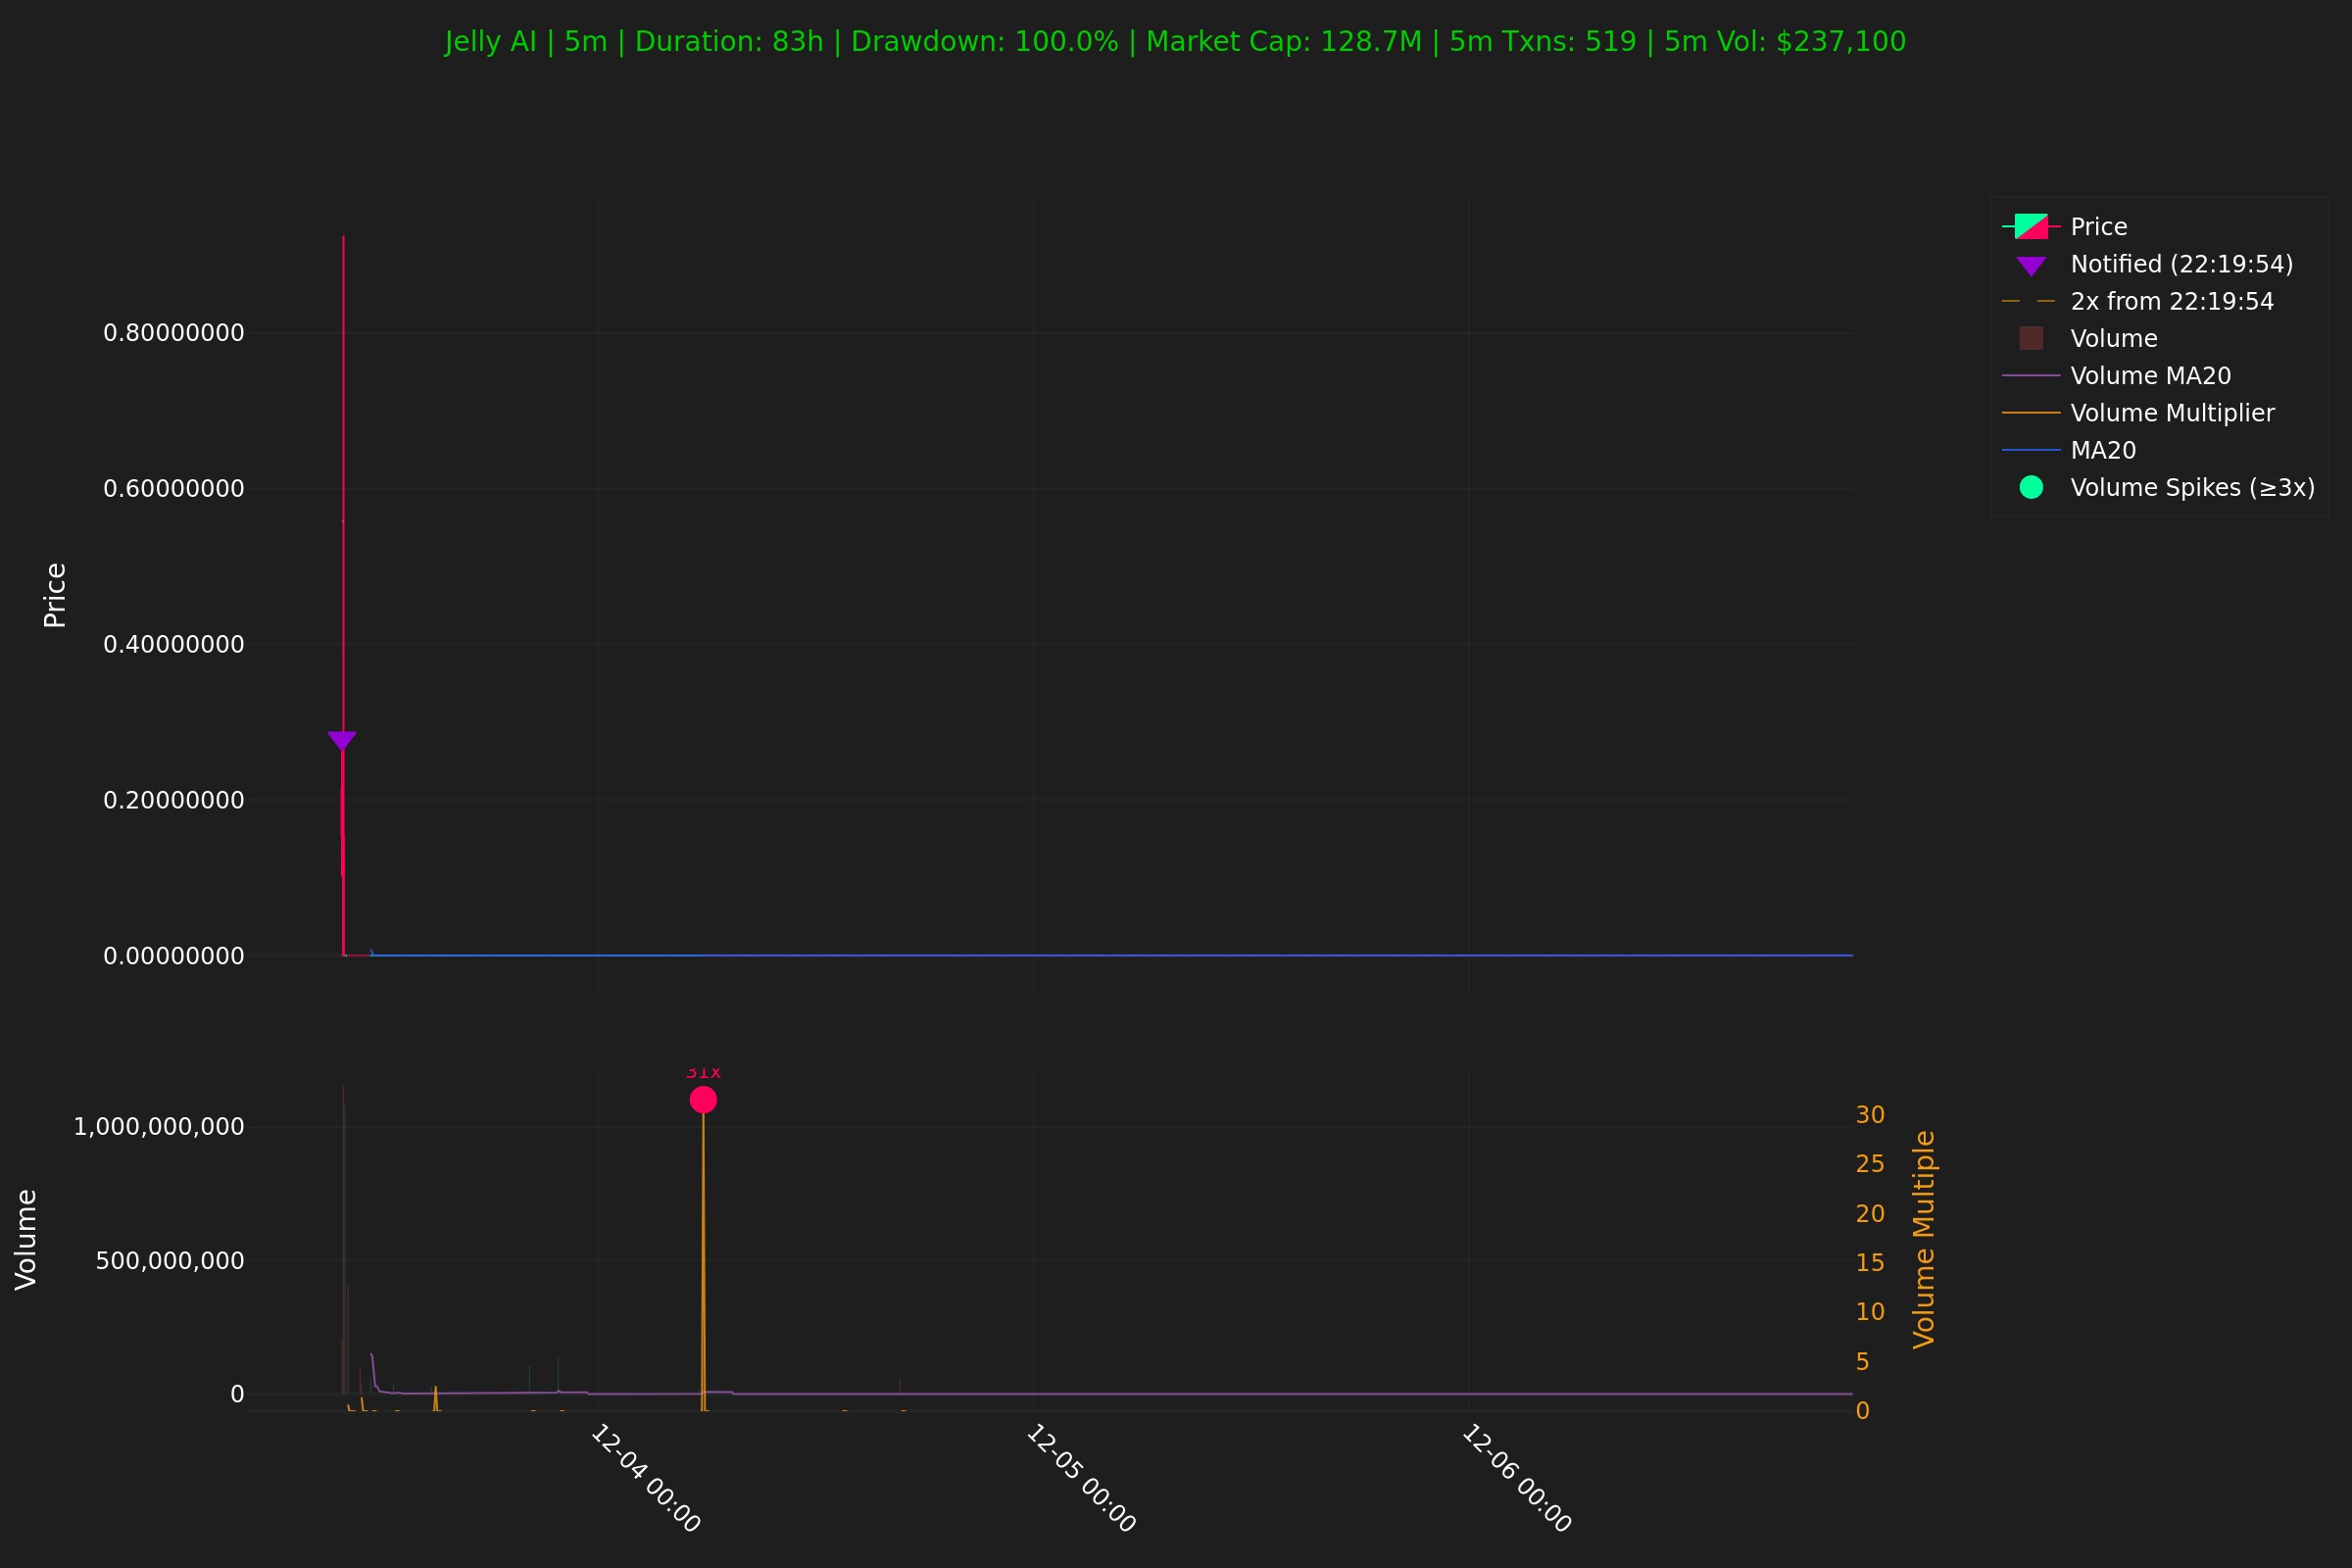 Jelly AI | 5m | Duration: 83h | Drawdown: 100.0% | Market Cap: 128.7M | 5m Txns: 519 | 5m Vol: $237,100
Price
0.80000000
0.60000000
0.40000000
0.20000000
0.00000000
Price
Notified (22:19:54)
2x from 22:19:54
Volume
Volume MA20
Volume Multiplier
MA20
Volume Spikes (≥3x)
31x
Volume
1,000,000,000
500,000,000
0
30
25
20
15
10
5
0
Volume Multiple
12-04 00:00
12-05 00:00
12-06 00:00